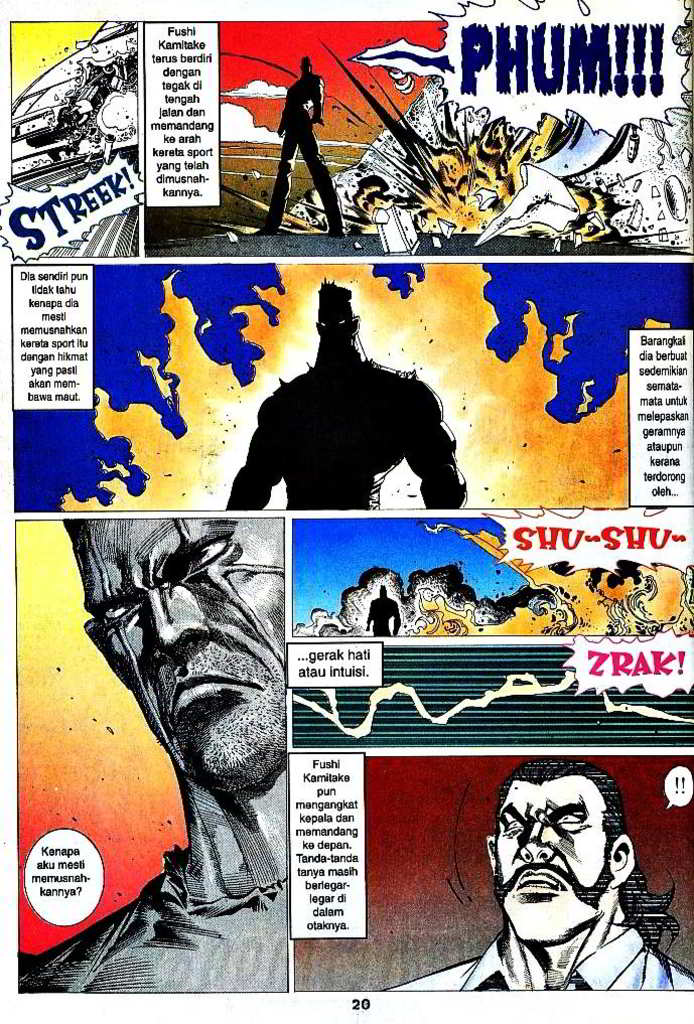 STREEK!
Fushi
Kamitake
terus berdiri
dengan
tegak di
tengah
jalan dan
memandang
ke arah
kereta sport
yang telah
dimusnah-
kannya.
PHUM!!!
Dia sendiri pun
tidak tahu
kenapa dia
mesti
memusnahkan
kereta sport itu
dengan hikmat
yang pasti
akan mem-
bawa maut.
Barangkali
dia berbuat
sedemikian
semata-
mata untuk
melepaskan
geramnya
ataupun
kerana
terdorong
oleh...
Kenapa
aku mesti
memusnah-
kannya?
SHU~SHU~
...gerak hati
atau intuisi.
ZRAK!
Fushi
Kamitake
pun
mengangkat
kepala dan
memandang
ke depan.
Tanda-tanda
tanya masih
berlegar-
legar di
dalam
otaknya.
!!
20